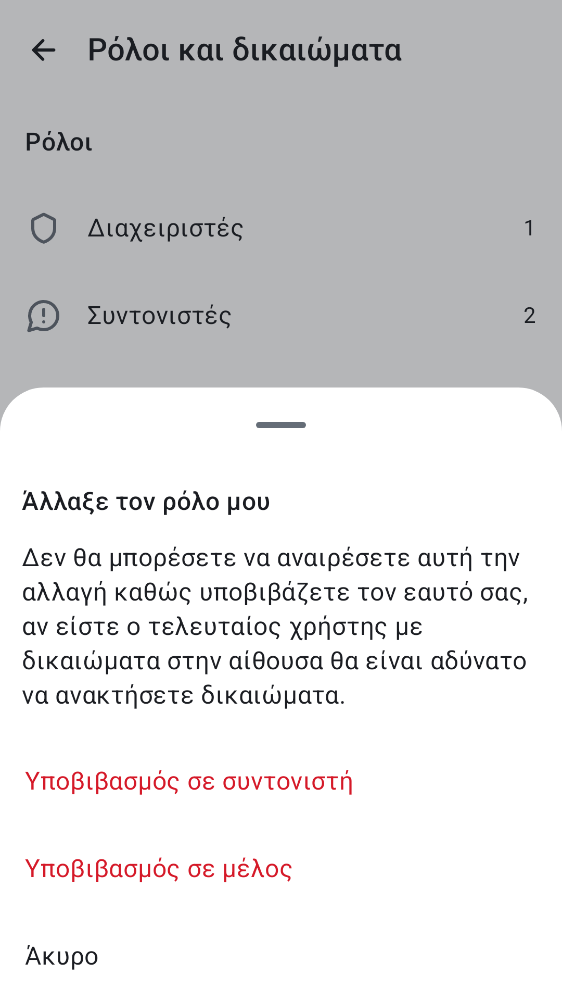 Ρόλοι και δικαιώματα
Ρόλοι
Διαχειριστές 1
Συντονιστές 2
Άλλαξε τον ρόλο μου
Δεν θα μπορέσετε να αναιρέσετε αυτή την
αλλαγή καθώς υποβιβάζετε τον εαυτό σας,
αν είστε ο τελευταίος χρήστης με
δικαιώματα στην αίθουσα θα είναι αδύνατο
να ανακτήσετε δικαιώματα.
Υποβιβασμός σε συντονιστή
Υποβιβασμός σε μέλος
Άκυρο